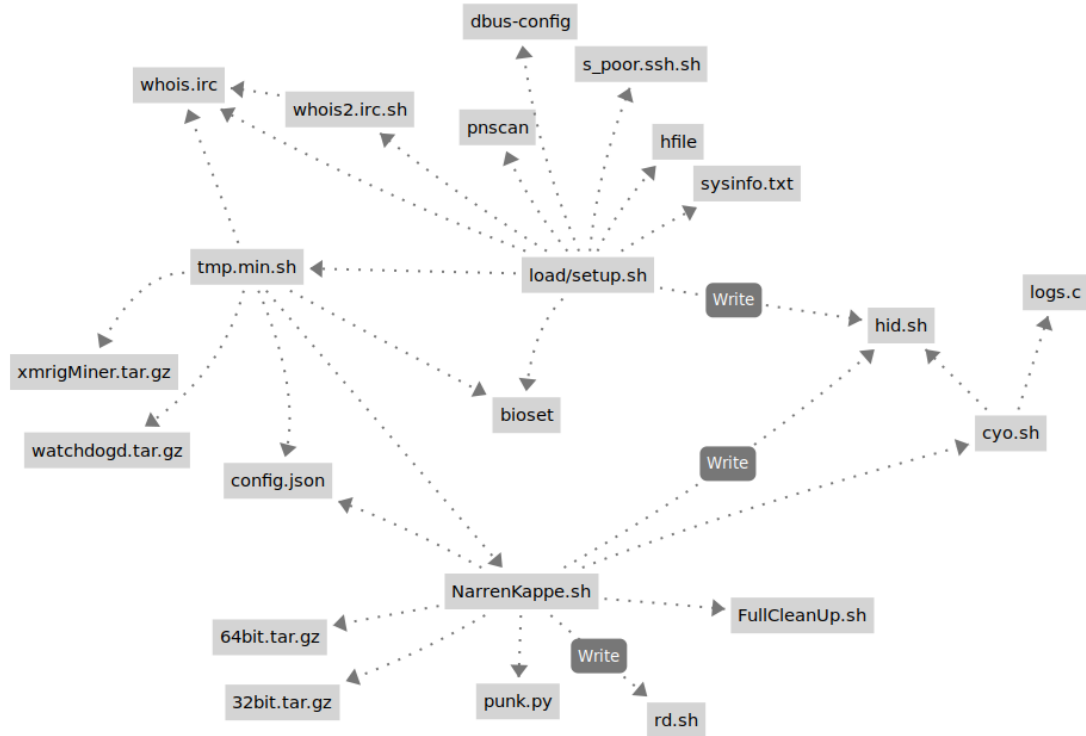 dbus-config
s_poor.ssh.sh
whois.irc
whois2.irc.sh
pnscan
hfile
sysinfo.txt
tmp.min.sh
load/setup.sh
Write
logs.c
hid.sh
xmrigMiner.tar.gz
bioset
cyo.sh
watchdogd.tar.gz
Write
config.json
NarrenKappe.sh
FullCleanUp.sh
64bit.tar.gz
Write
32bit.tar.gz
punk.py
rd.sh